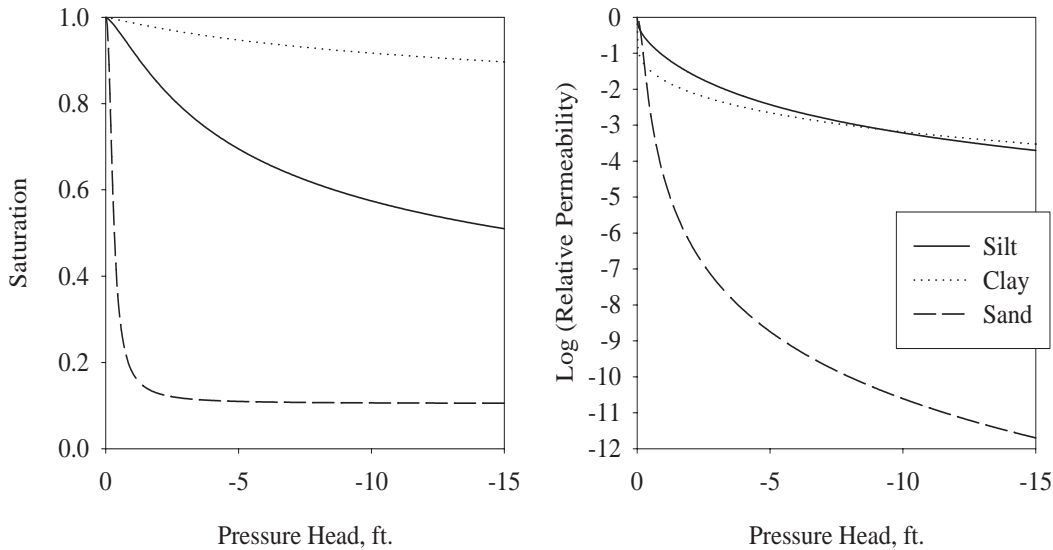 Saturation
1.0
0.8
0.6
0.4
0.2
0.0
0 -5 -10 -15
Pressure Head, ft.
Log (Relative Permeability)
0
-1
-2
-3
-4
-5
-6
-7
-8
-9
-10
-11
-12
0 -5 -10 -15
Pressure Head, ft.
Silt
Clay
Sand